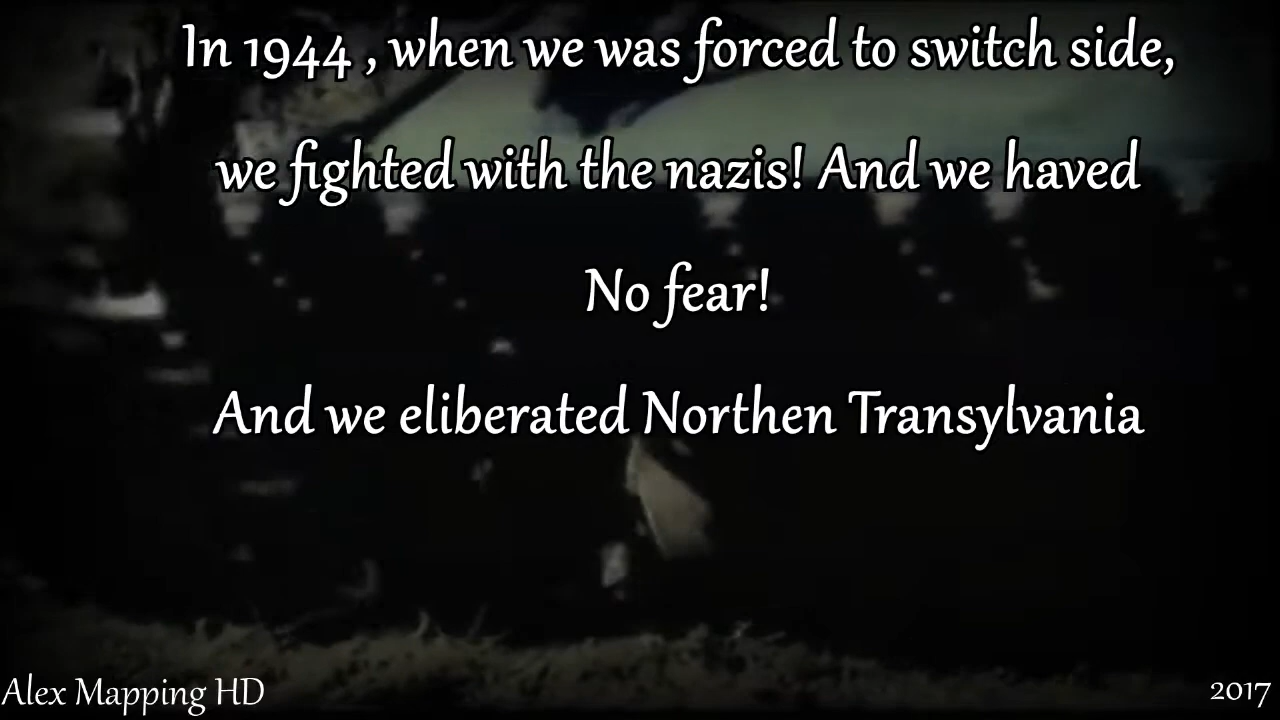 In 1944 , when we was forced to switch side,
we fighted with the nazis! And we haved
No fear!
And we eliberated Northen Transylvania
Alex Mapping HD
2017